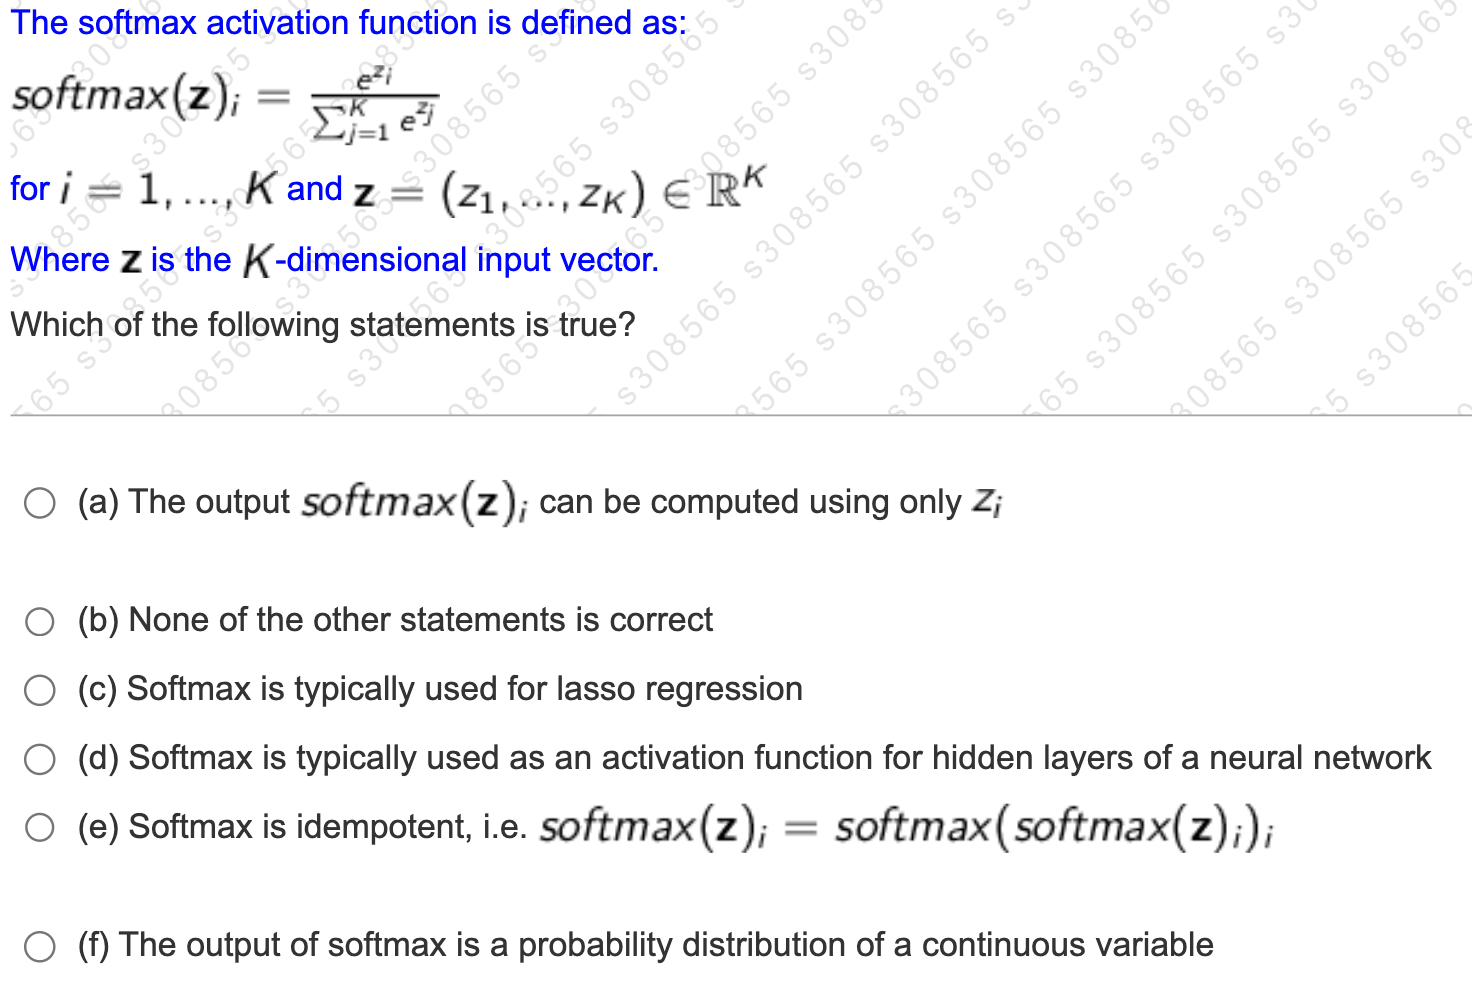 The softmax activation function is defined as:
softmax(z)ᵢ = e^{zᵢ} / ∑_{j=1}^{K} e^{zⱼ}
for i = 1, ..., K and z = (z₁, ..., z_K) ∈ ℝ^K
Where z is the K-dimensional input vector.
Which of the following statements is true?
(a) The output softmax(z)ᵢ can be computed using only zᵢ
(b) None of the other statements is correct
(c) Softmax is typically used for lasso regression
(d) Softmax is typically used as an activation function for hidden layers of a neural network
(e) Softmax is idempotent, i.e. softmax(z)ᵢ = softmax(softmax(z)ᵢ)ᵢ
(f) The output of softmax is a probability distribution of a continuous variable
s308565 s308565 s308565